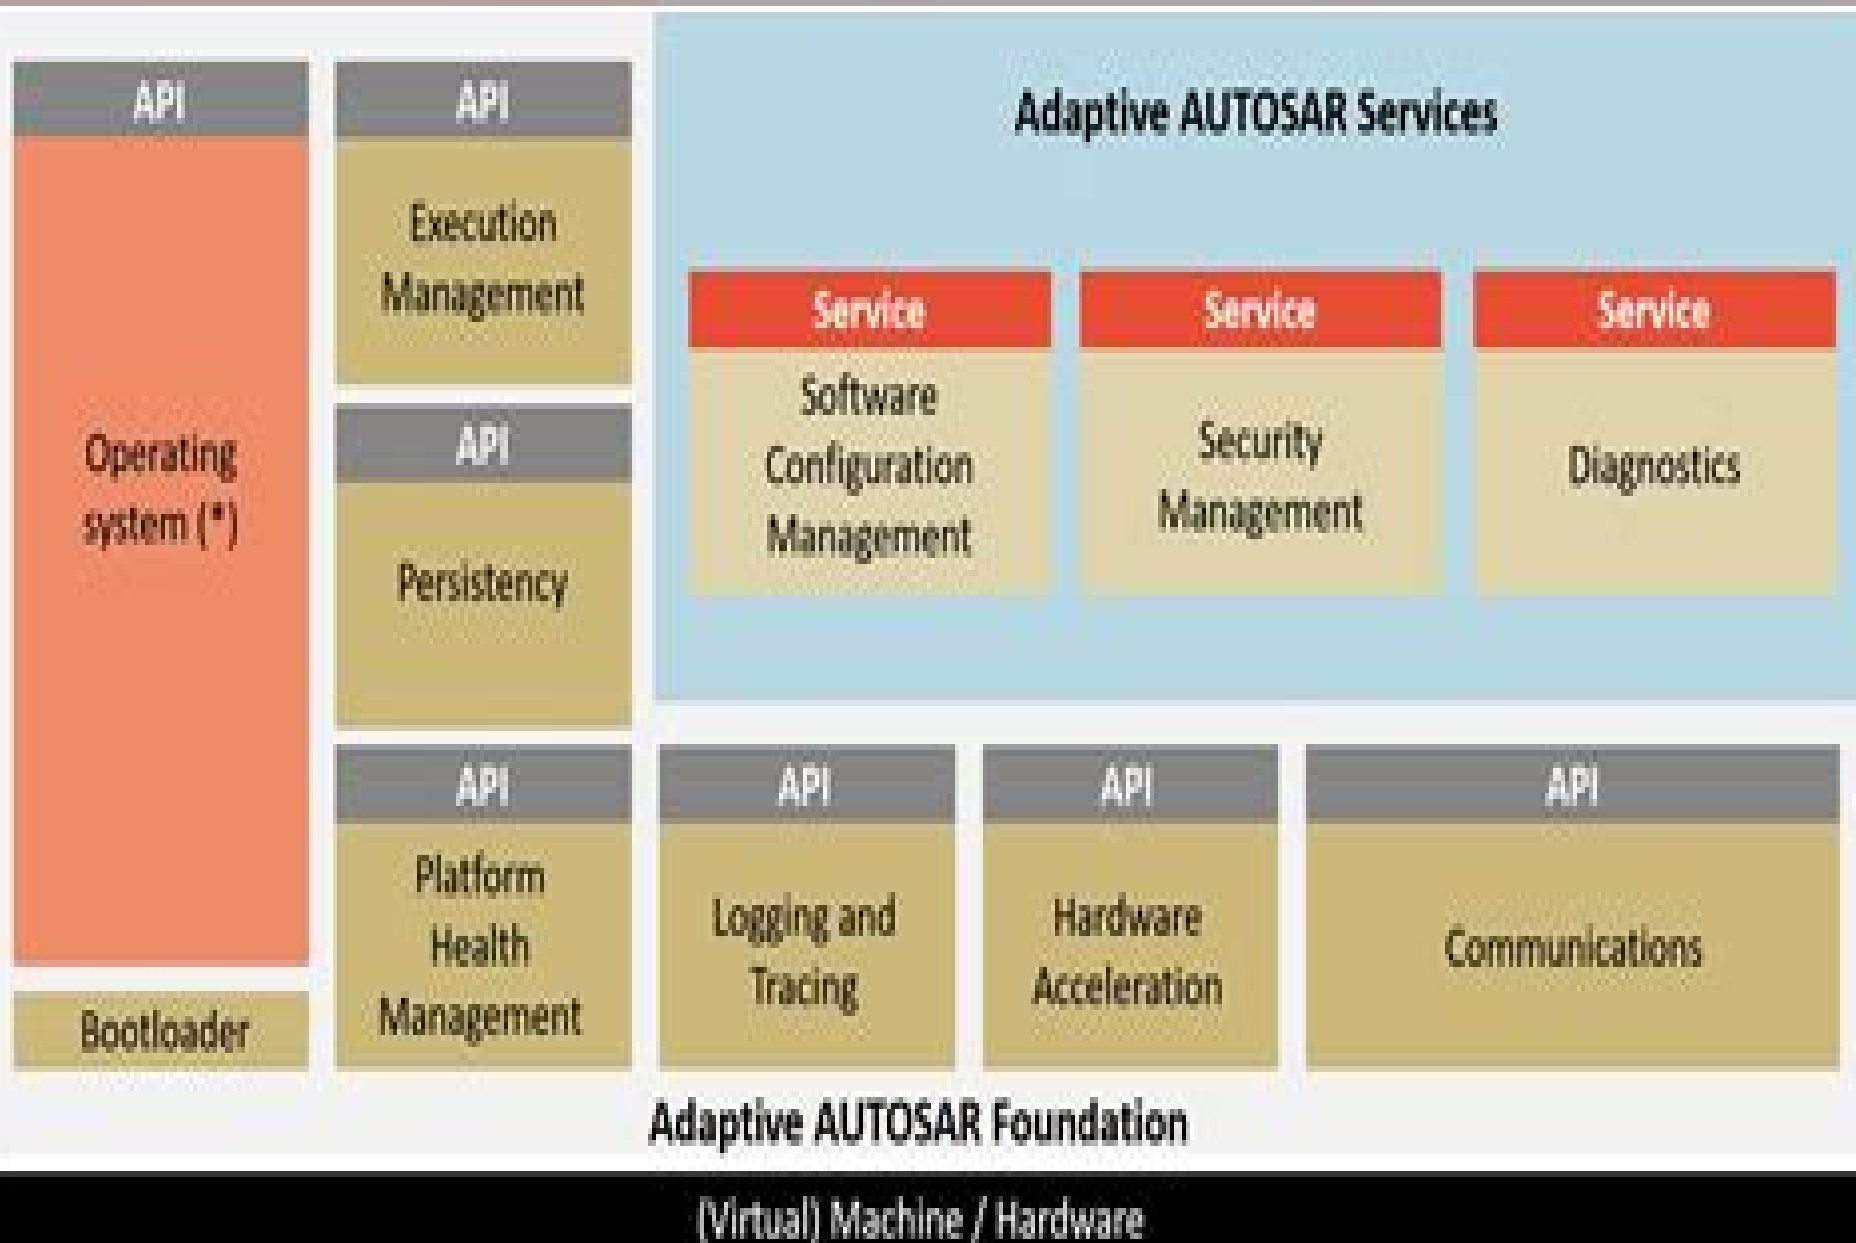 API
Operating
system (*)
Bootloader
API
Execution
Management
API
Persistency
API
Platform
Health
Management
Adaptive AUTOSAR Services
Service
Software
Configuration
Management
Service
Security
Management
Service
Diagnostics
API
Logging and
Tracing
API
Hardware
Acceleration
API
Communications
Adaptive AUTOSAR Foundation
(Virtual) Machine / Hardware